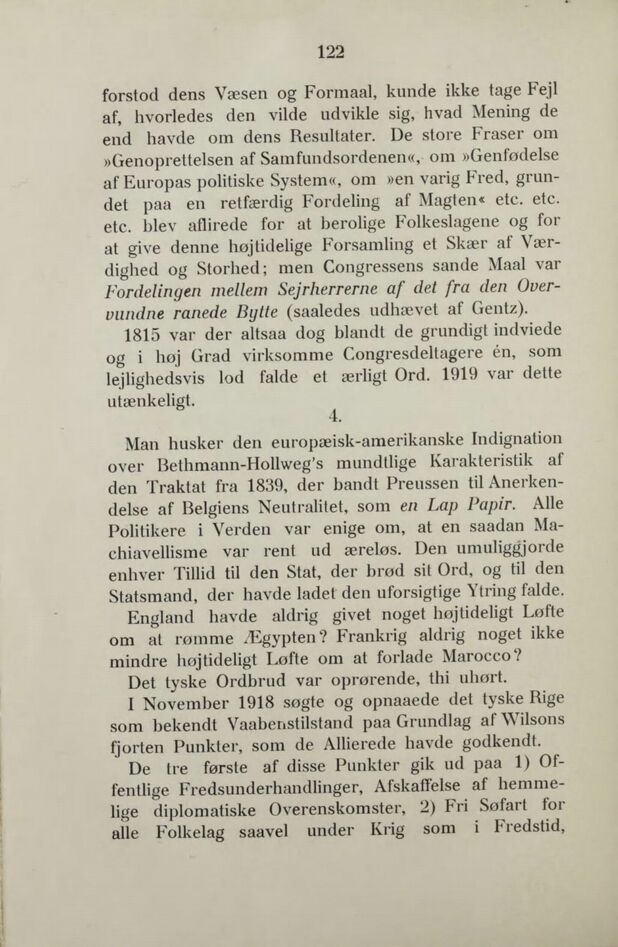 122
forstod dens Væsen og Formaal, kunde ikke tage Fejl
af, hvorledes den vilde udvikle sig, hvad Mening de
end havde om dens Resultater. De store Fraser om
»Genoprettelsen af Samfundsordenen«, om »Genfødelse
af Europas politiske System«, om »en varig Fred, grun-
det paa en retfærdig Fordeling af Magten« etc. etc.
etc. blev aflirede for at berolige Folkeslagene og for
at give denne højtidelige Forsamling et Skær af Vær-
dighed og Storhed; men Congressens sande Maal var
Fordelingen mellem Sejrherrerne af det fra den Over-
vundne ranede Bytte (saaledes udhævet af Gentz).
1815 var der altsaa dog blandt de grundigt indviede
og i høj Grad virksomme Congresdeltagere én, som
lejlighedsvis lod falde et ærligt Ord. 1919 var dette
utænkeligt.
4.
Man husker den europæisk-amerikanske Indignation
over Bethmann-Hollweg's mundtlige Karakteristik af
den Traktat fra 1839, der bandt Preussen til Anerken-
delse af Belgiens Neutralitet, som en Lap Papir. Alle
Politikere i Verden var enige om, at en saadan Ma-
chiavellisme var rent ud æreløs. Den umuliggjorde
enhver Tillid til den Stat, der brød sit Ord, og til den
Statsmand, der havde ladet den uforsigtige Ytring falde.
England havde aldrig givet noget højtideligt Løfte
om at rømme Ægypten? Frankrig aldrig noget ikke
mindre højtideligt Løfte om at forlade Marocco?
Det tyske Ordbrud var oprørende, thi uhørt.
I November 1918 søgte og opnaaede det tyske Rige
som bekendt Vaabenstilstand paa Grundlag af Wilsons
fjorten Punkter, som de Allierede havde godkendt.
De tre første af disse Punkter gik ud paa 1) Of-
fentlige Fredsunderhandlinger, Afskaffelse af hemme-
lige diplomatiske Overenskomster, 2) Fri Søfart for
alle Folkelag saavel under Krig som i Fredstid,